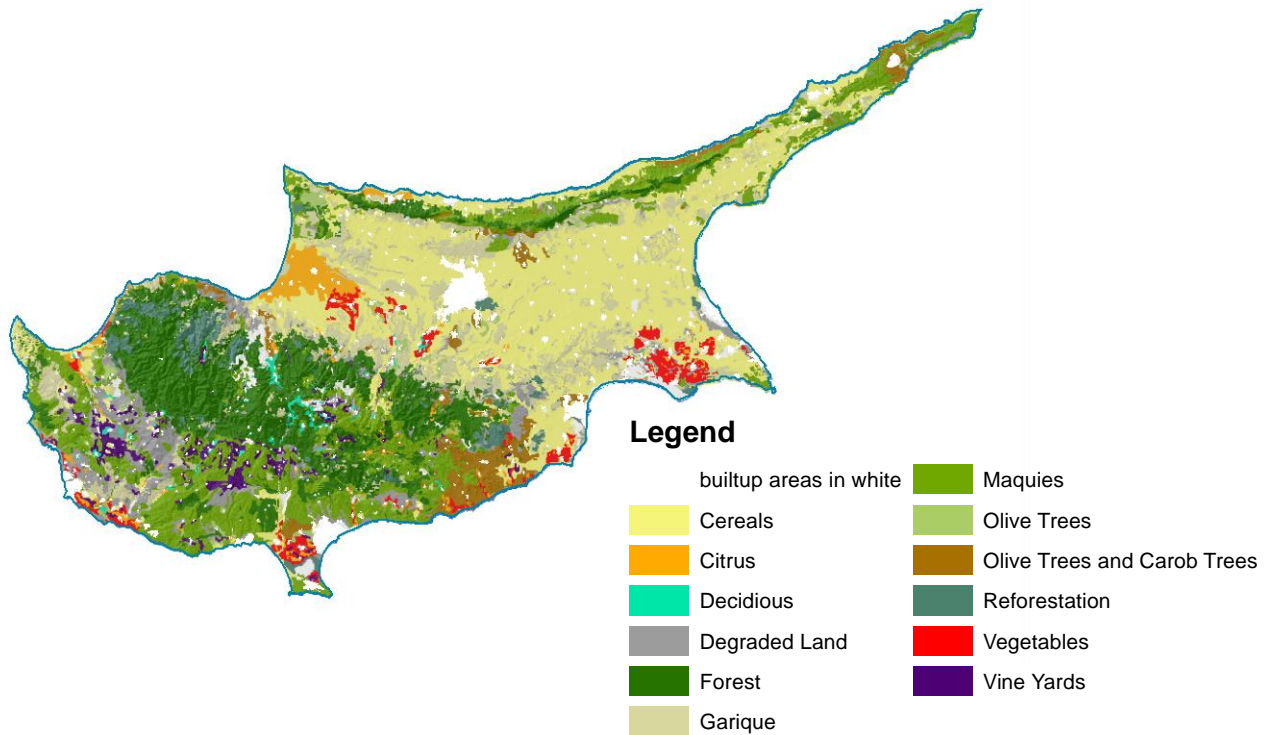 Legend
builtup areas in white
Cereals
Citrus
Decidious
Degraded Land
Forest
Garique
Maquies
Olive Trees
Olive Trees and Carob Trees
Reforestation
Vegetables
Vine Yards